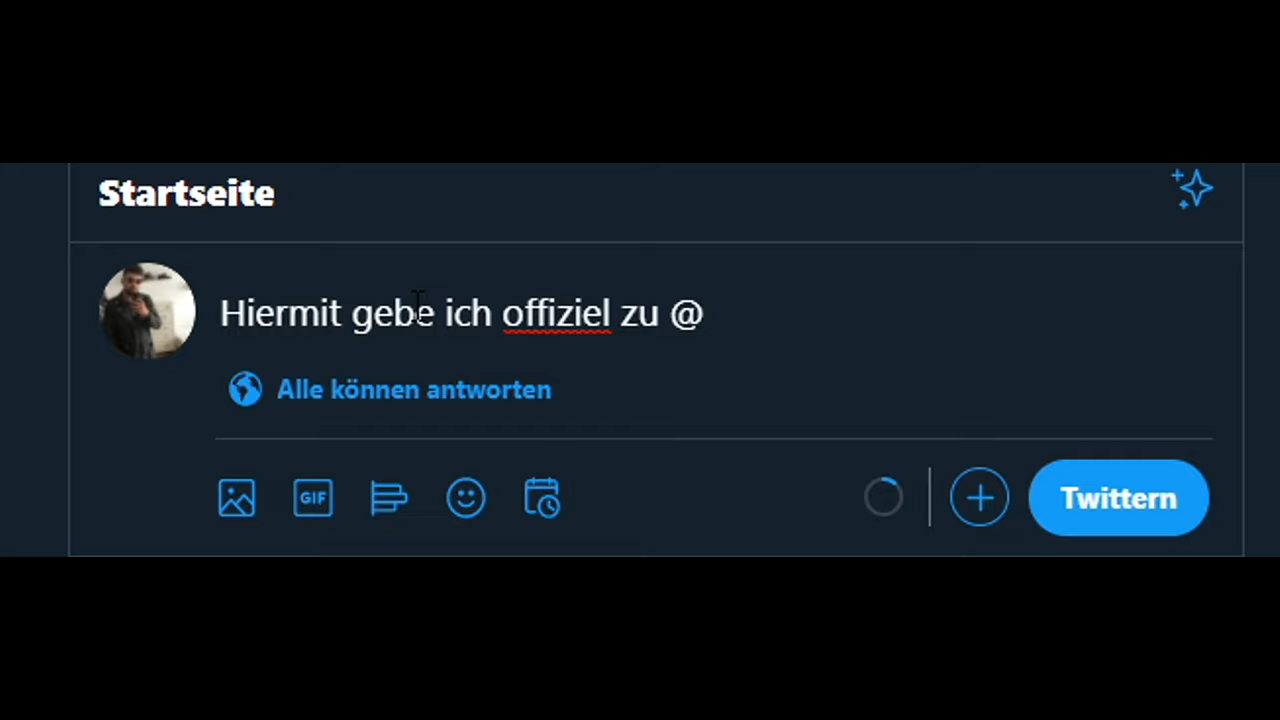 Startseite
Hiermit gebe ich offiziel zu @
Alle können antworten
GIF
Twittern